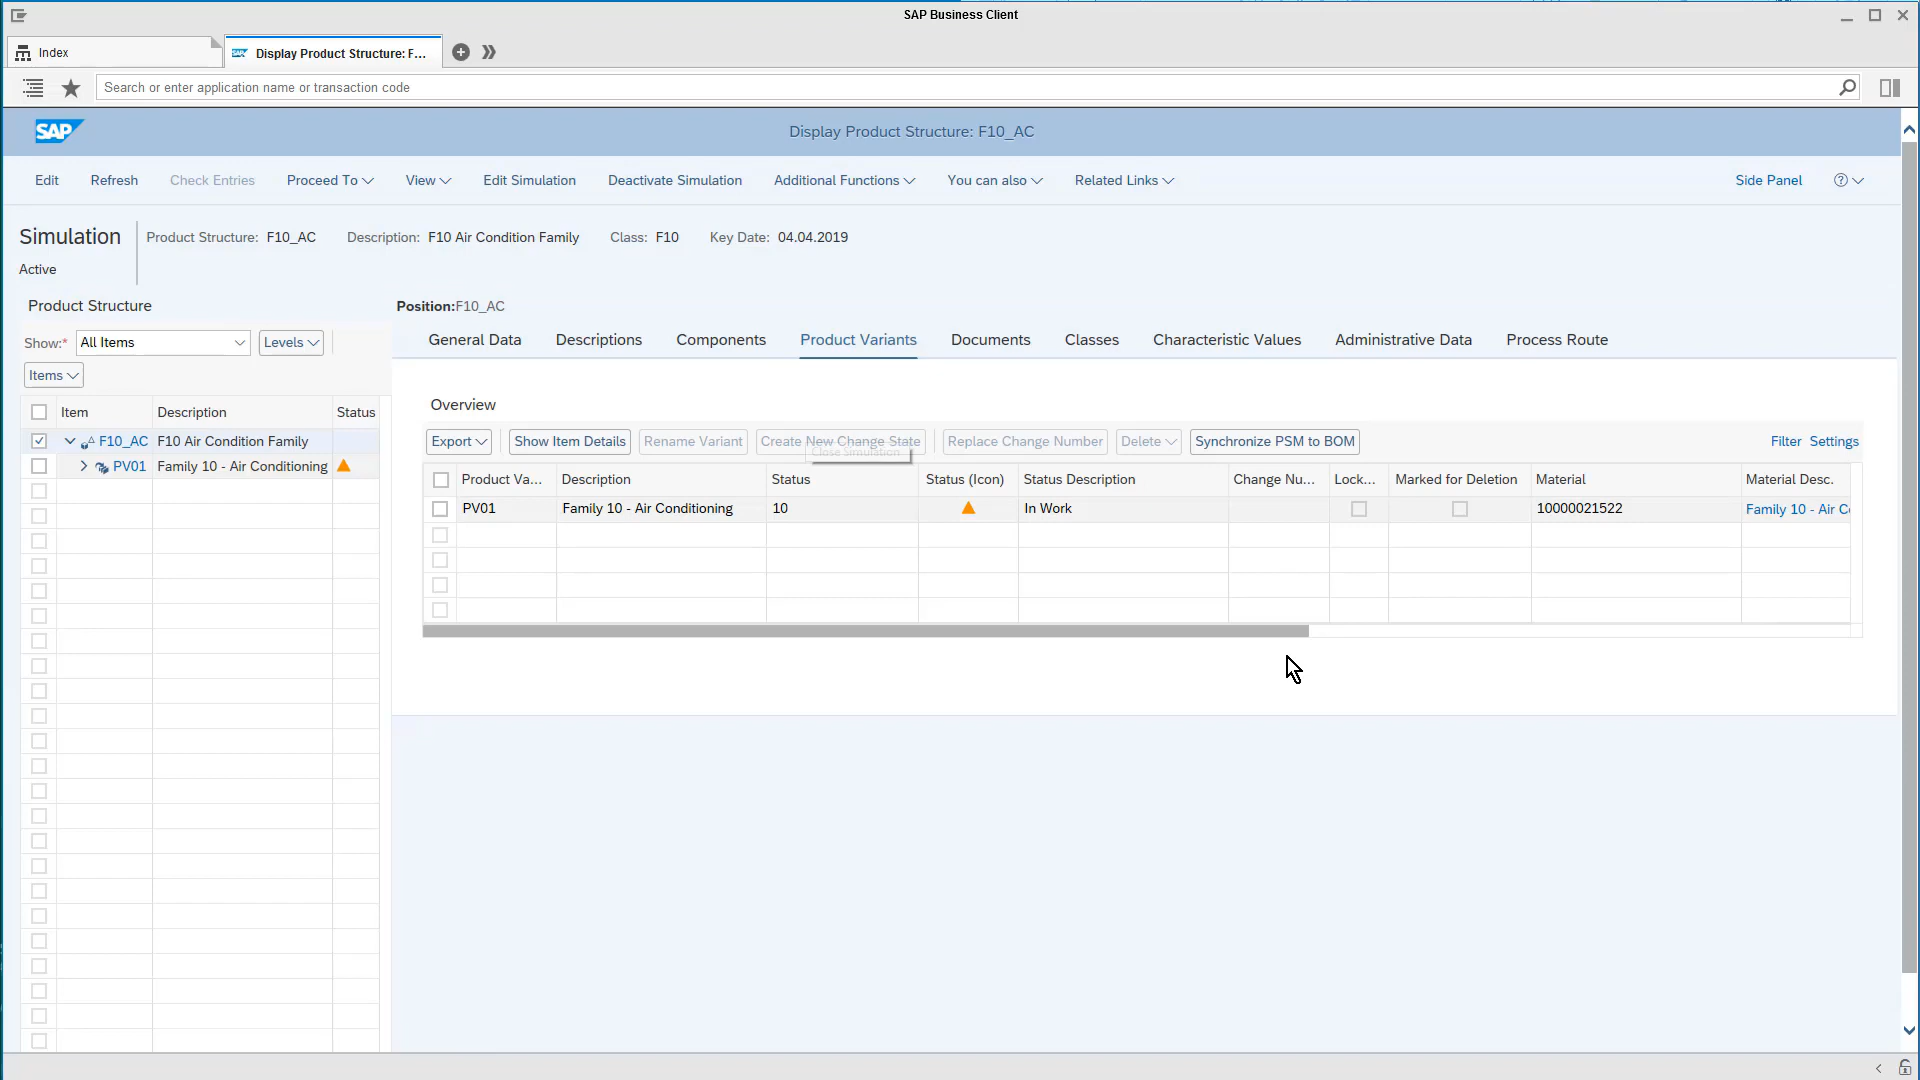 SAP Business Client
Index
Display Product Structure: F...
Search or enter application name or transaction code
SAP
Display Product Structure: F10_AC
Edit Refresh Check Entries Proceed To View Edit Simulation Deactivate Simulation Additional Functions You can also Related Links Side Panel
Simulation Product Structure: F10_AC Description: F10 Air Condition Family Class: F10 Key Date: 04.04.2019
Active
Product Structure
Position:F10_AC
Show:* All Items Levels
General Data Descriptions Components Product Variants Documents Classes Characteristic Values Administrative Data Process Route
Items
Overview
Item Description Status
Export Show Item Details Rename Variant Create New Change State Replace Change Number Delete Synchronize PSM to BOM Filter Settings
Close Simulation
F10_AC F10 Air Condition Family
PV01 Family 10 - Air Conditioning
Product Va... Description Status Status (Icon) Status Description Change Nu... Lock... Marked for Deletion Material Material Desc.
PV01 Family 10 - Air Conditioning 10 In Work 10000021522 Family 10 - Air C